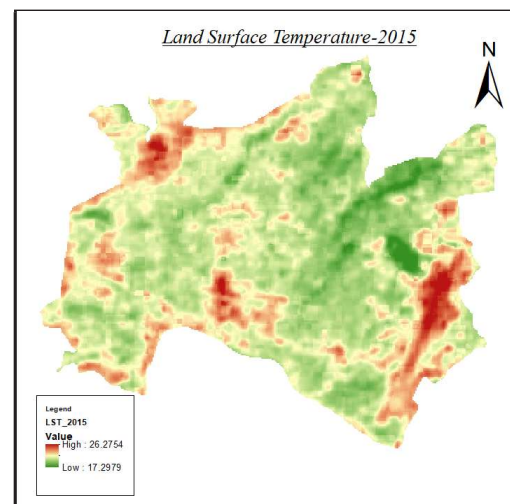 Land Surface Temperature-2015
N
Legend
LST_2015
Value
High : 26.2754
Low : 17.2979